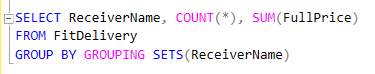 SELECT ReceiverName, COUNT(*), SUM(FullPrice)
FROM FitDelivery
GROUP BY GROUPING SETS(ReceiverName)